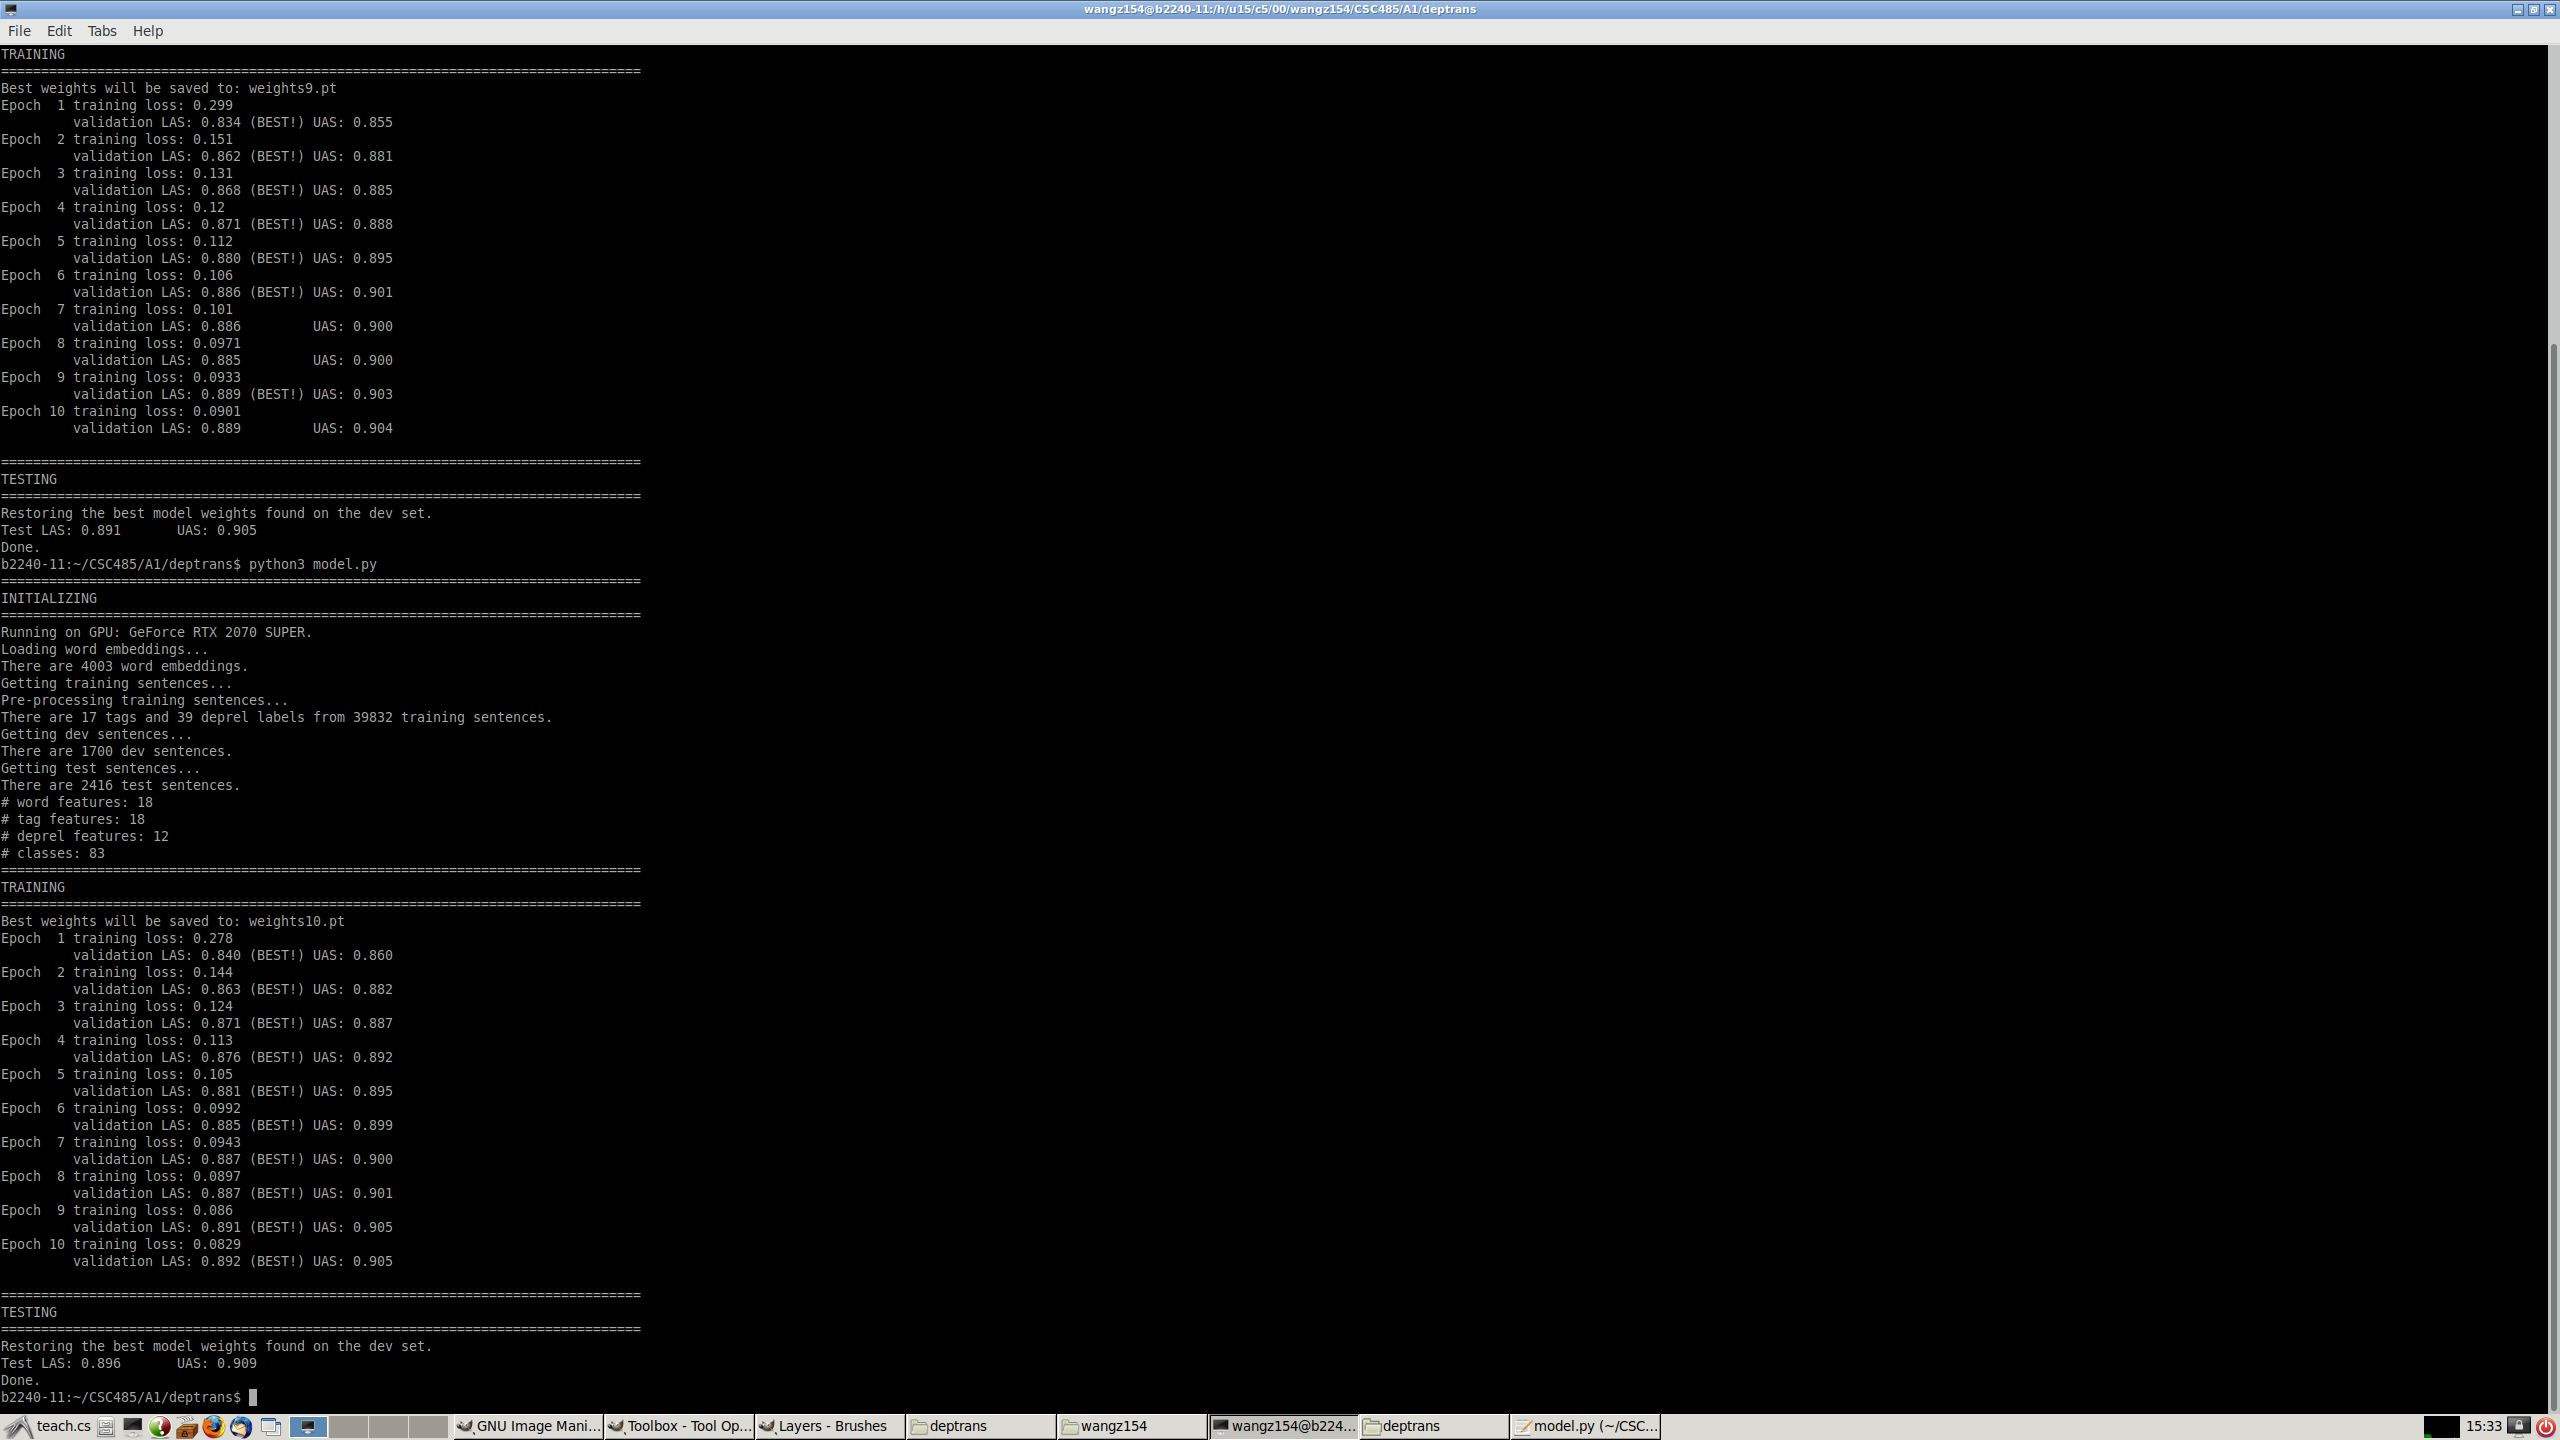 wangz154@b2240-11:/h/u15/c5/00/wangz154/CSC485/A1/deptrans
File Edit Tabs Help
TRAINING
================================================================================
Best weights will be saved to: weights9.pt
Epoch  1 training loss: 0.299
         validation LAS: 0.834 (BEST!) UAS: 0.855
Epoch  2 training loss: 0.151
         validation LAS: 0.862 (BEST!) UAS: 0.881
Epoch  3 training loss: 0.131
         validation LAS: 0.868 (BEST!) UAS: 0.885
Epoch  4 training loss: 0.12
         validation LAS: 0.871 (BEST!) UAS: 0.888
Epoch  5 training loss: 0.112
         validation LAS: 0.880 (BEST!) UAS: 0.895
Epoch  6 training loss: 0.106
         validation LAS: 0.886 (BEST!) UAS: 0.901
Epoch  7 training loss: 0.101
         validation LAS: 0.886         UAS: 0.900
Epoch  8 training loss: 0.0971
         validation LAS: 0.885         UAS: 0.900
Epoch  9 training loss: 0.0933
         validation LAS: 0.889 (BEST!) UAS: 0.903
Epoch 10 training loss: 0.0901
         validation LAS: 0.889         UAS: 0.904
================================================================================
TESTING
================================================================================
Restoring the best model weights found on the dev set.
Test LAS: 0.891       UAS: 0.905
Done.
b2240-11:~/CSC485/A1/deptrans$ python3 model.py
================================================================================
INITIALIZING
================================================================================
Running on GPU: GeForce RTX 2070 SUPER.
Loading word embeddings...
There are 4003 word embeddings.
Getting training sentences...
Pre-processing training sentences...
There are 17 tags and 39 deprel labels from 39832 training sentences.
Getting dev sentences...
There are 1700 dev sentences.
Getting test sentences...
There are 2416 test sentences.
# word features: 18
# tag features: 18
# deprel features: 12
# classes: 83
================================================================================
TRAINING
================================================================================
Best weights will be saved to: weights10.pt
Epoch  1 training loss: 0.278
         validation LAS: 0.840 (BEST!) UAS: 0.860
Epoch  2 training loss: 0.144
         validation LAS: 0.863 (BEST!) UAS: 0.882
Epoch  3 training loss: 0.124
         validation LAS: 0.871 (BEST!) UAS: 0.887
Epoch  4 training loss: 0.113
         validation LAS: 0.876 (BEST!) UAS: 0.892
Epoch  5 training loss: 0.105
         validation LAS: 0.881 (BEST!) UAS: 0.895
Epoch  6 training loss: 0.0992
         validation LAS: 0.885 (BEST!) UAS: 0.899
Epoch  7 training loss: 0.0943
         validation LAS: 0.887 (BEST!) UAS: 0.900
Epoch  8 training loss: 0.0897
         validation LAS: 0.887 (BEST!) UAS: 0.901
Epoch  9 training loss: 0.086
         validation LAS: 0.891 (BEST!) UAS: 0.905
Epoch 10 training loss: 0.0829
         validation LAS: 0.892 (BEST!) UAS: 0.905
================================================================================
TESTING
================================================================================
Restoring the best model weights found on the dev set.
Test LAS: 0.896       UAS: 0.909
Done.
b2240-11:~/CSC485/A1/deptrans$
teach.cs GNU Image Mani... Toolbox - Tool Op... Layers - Brushes deptrans wangz154 wangz154@b224... deptrans model.py (~/CSC... 15:33